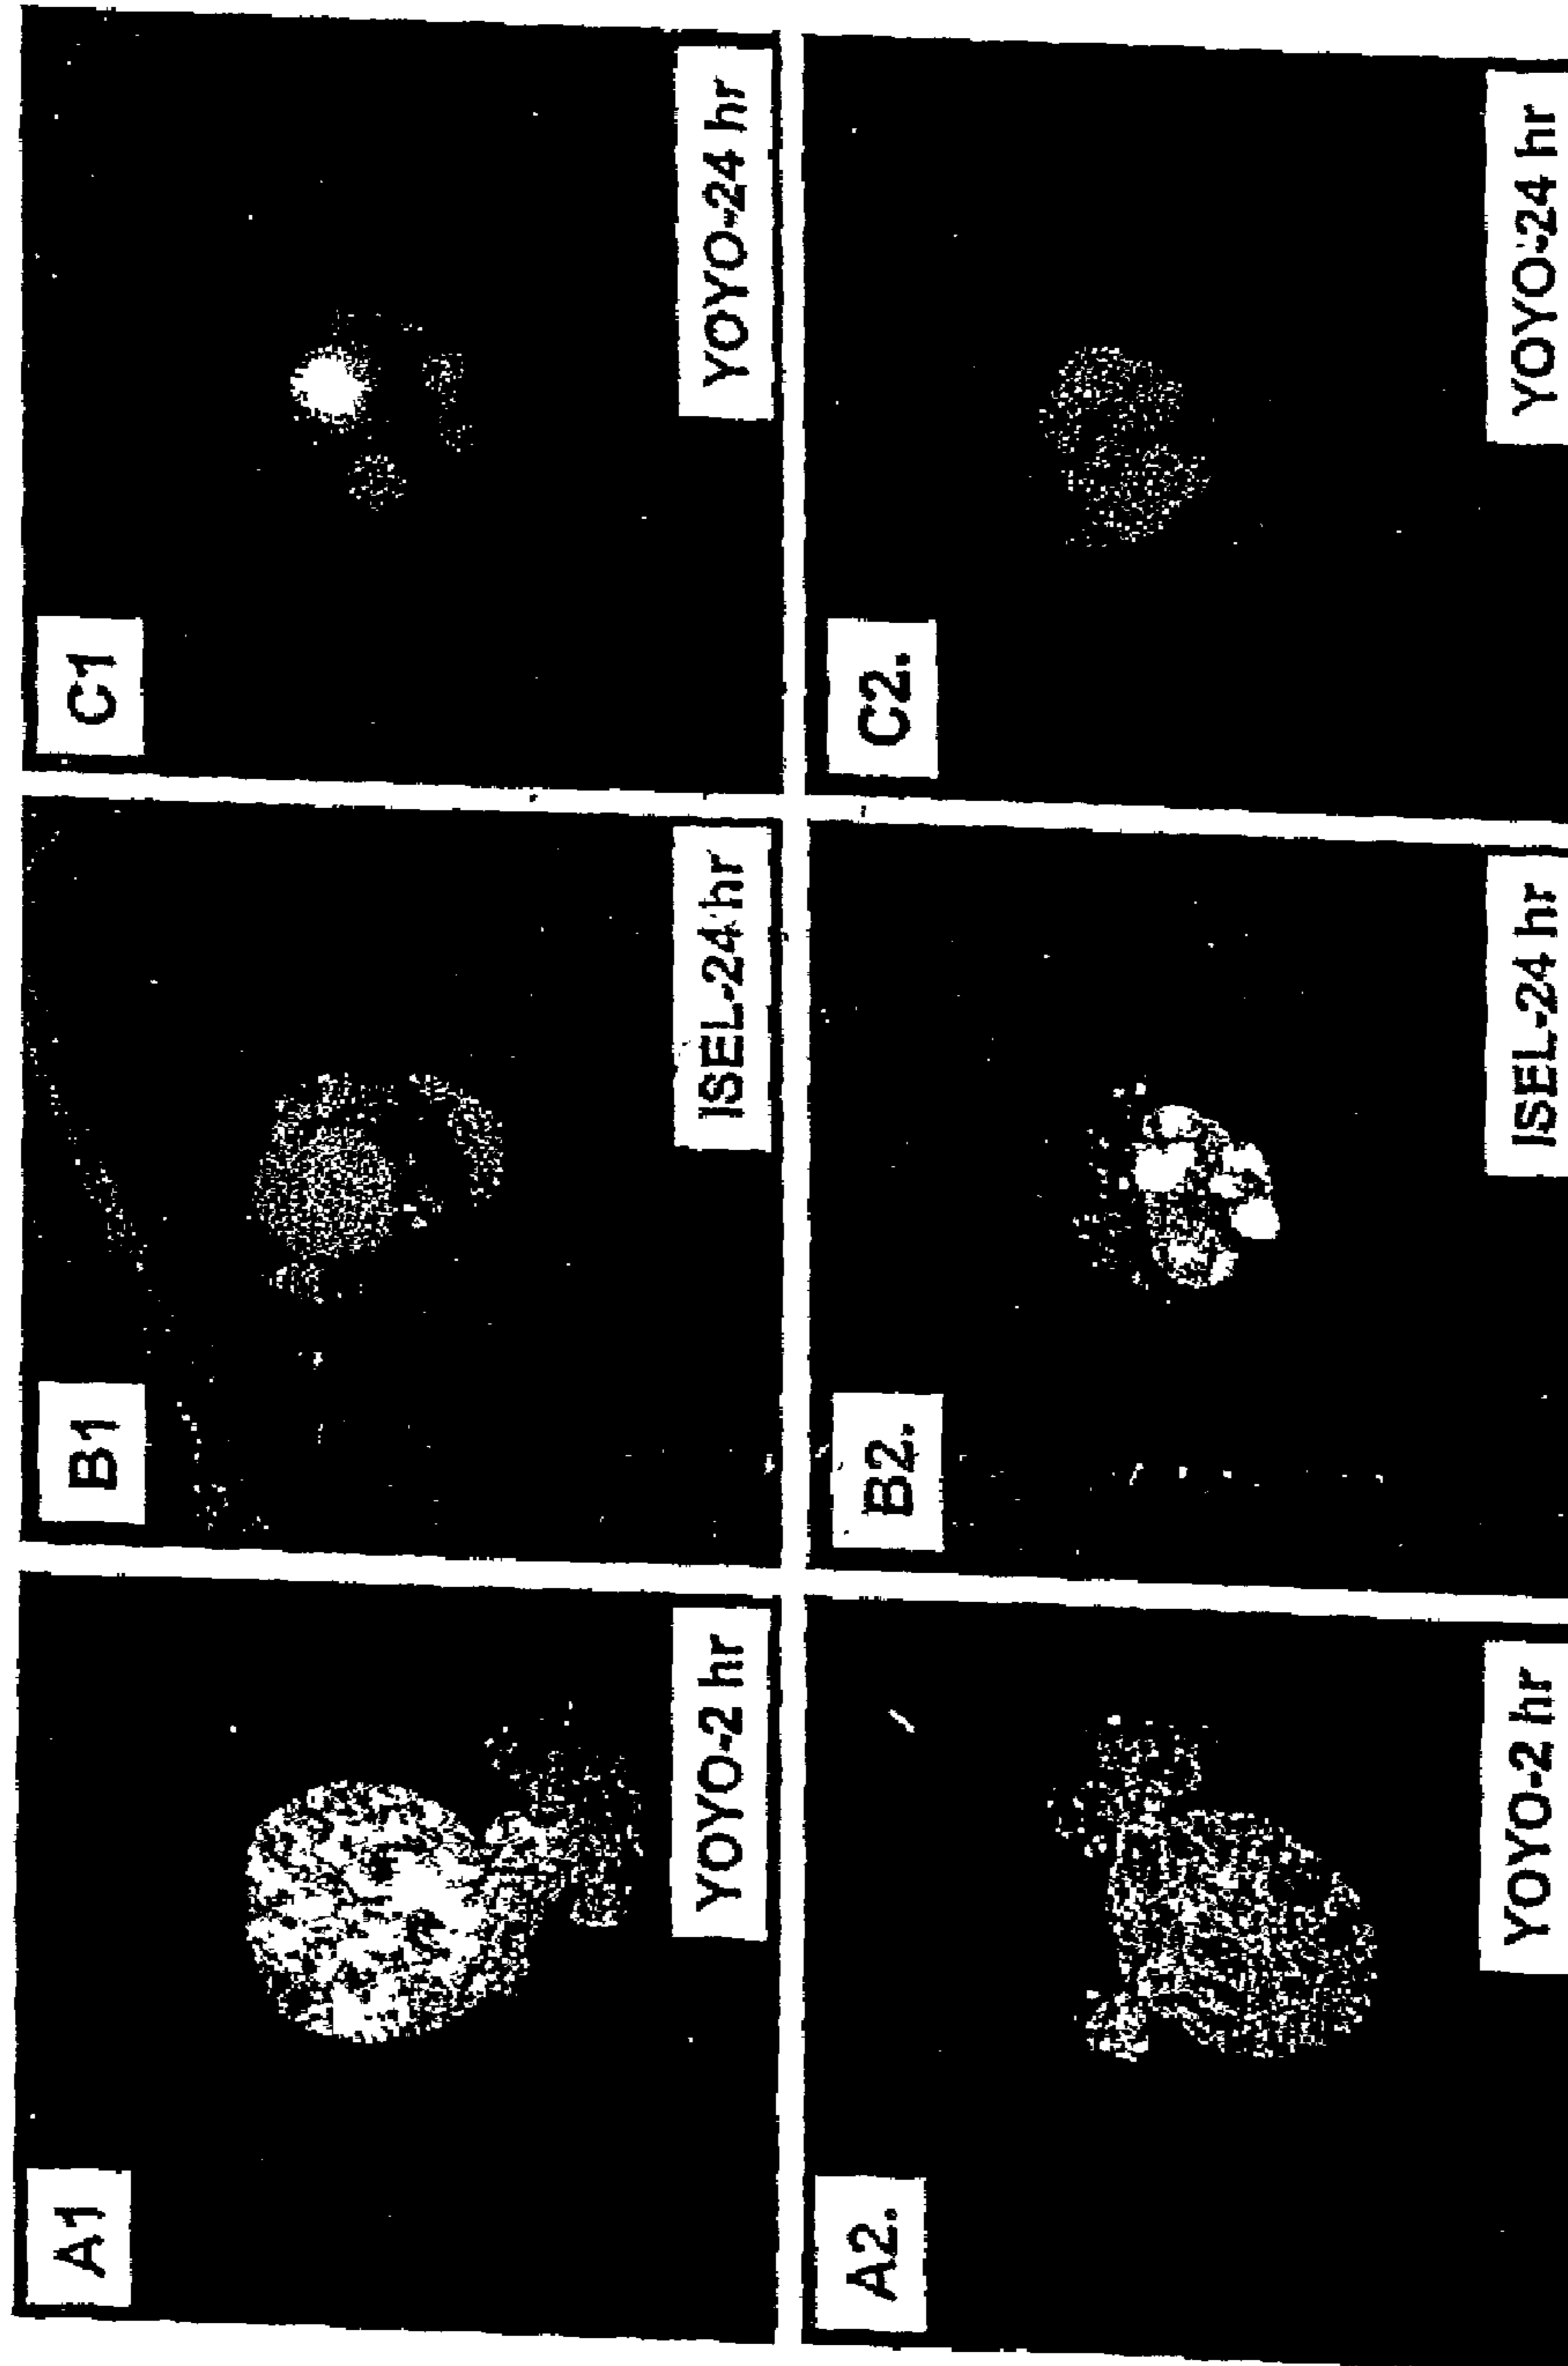 A1
YOYO-2 hr
B1
ISEL-24 hr
C1
YOYO-24 hr
A2.
YOYO-2 hr
B2.
ISEL-24 hr
C2.
YOYO-24 hr